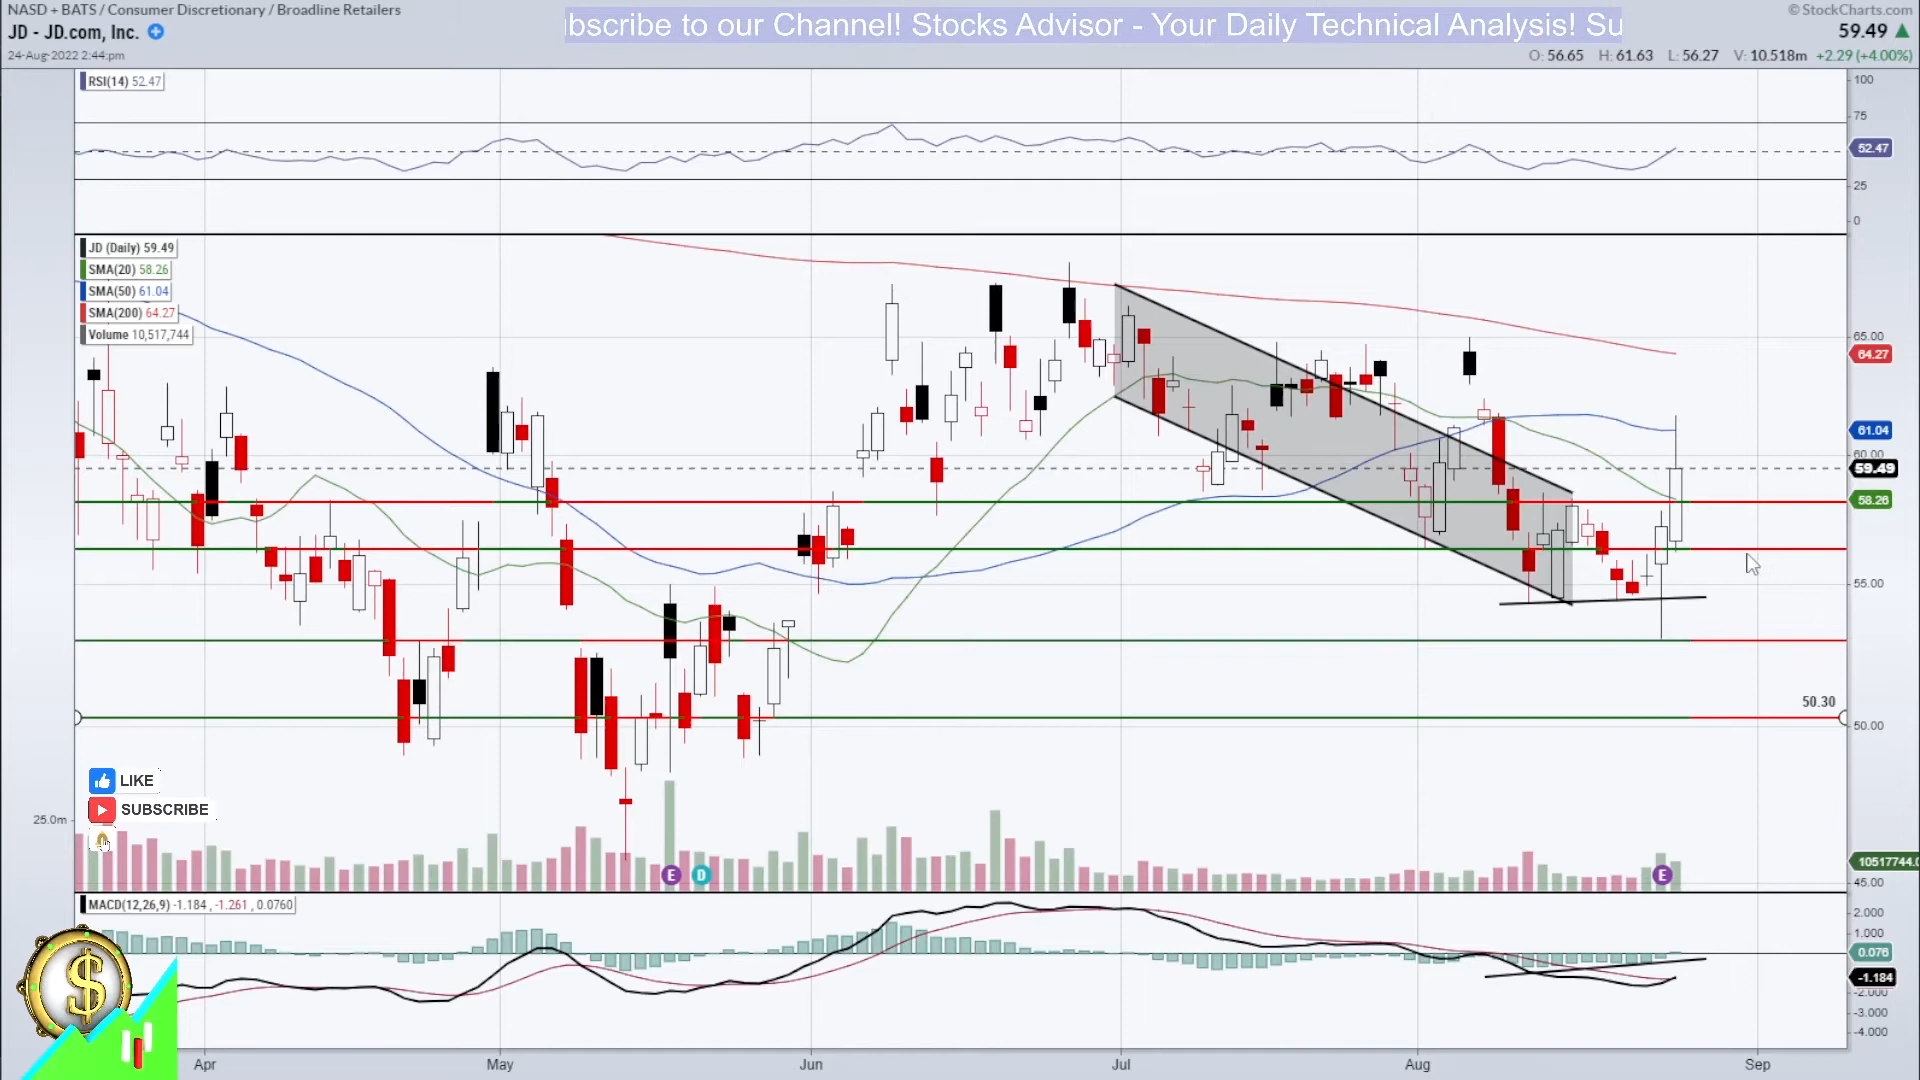 NASD + BATS / Consumer Discretionary / Broadline Retailers
© StockCharts.com
bscribe to our Channel! Stocks Advisor - Your Daily Technical Analysis! Su
JD - JD.com, Inc.
59.49
24-Aug-2022 2:44pm
O: 56.65 H: 61.63 L: 56.27 V: 10.518m +2.29 (+4.00%)
RSI(14) 52.47
100
75
52.47
25
0
JD (Daily) 59.49
SMA(20) 58.26
SMA(50) 61.04
SMA(200) 64.27
Volume 10,517,744
65.00
64.27
61.04
60.00
59.49
58.26
55.00
50.30
50.00
LIKE
SUBSCRIBE
25.0m
E
D
E
10517744.0
45.00
MACD(12,26,9) -1.184 , -1.261 , 0.0760
2.000
1.000
0.076
-1.184
-2.000
-3.000
-4.000
$
Apr
May
Jun
Jul
Aug
Sep